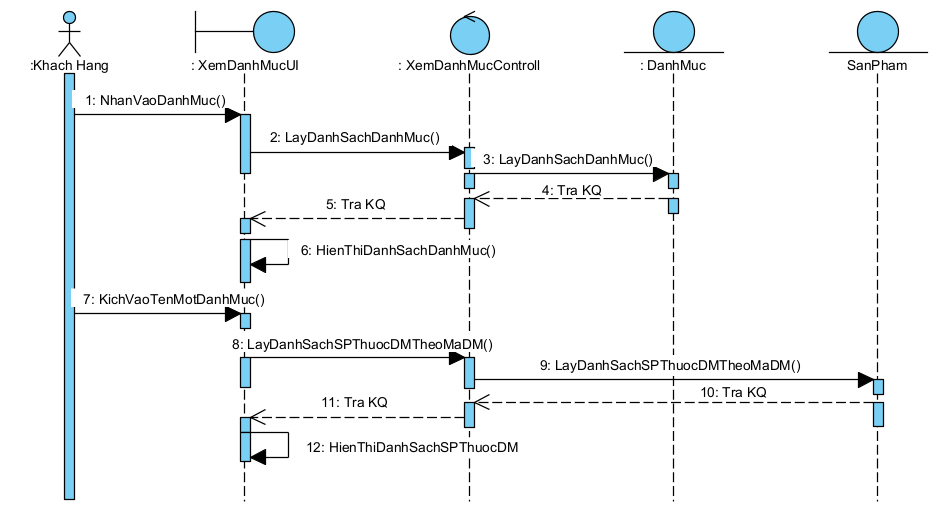 :Khach Hang
: XemDanhMucUI
: XemDanhMucControll
: DanhMuc
SanPham
1: NhanVaoDanhMuc()
2: LayDanhSachDanhMuc()
3: LayDanhSachDanhMuc()
4: Tra KQ
5: Tra KQ
6: HienThiDanhSachDanhMuc()
7: KichVaoTenMotDanhMuc()
8: LayDanhSachSPThuocDMTheoMaDM()
9: LayDanhSachSPThuocDMTheoMaDM()
10: Tra KQ
11: Tra KQ
12: HienThiDanhSachSPThuocDM